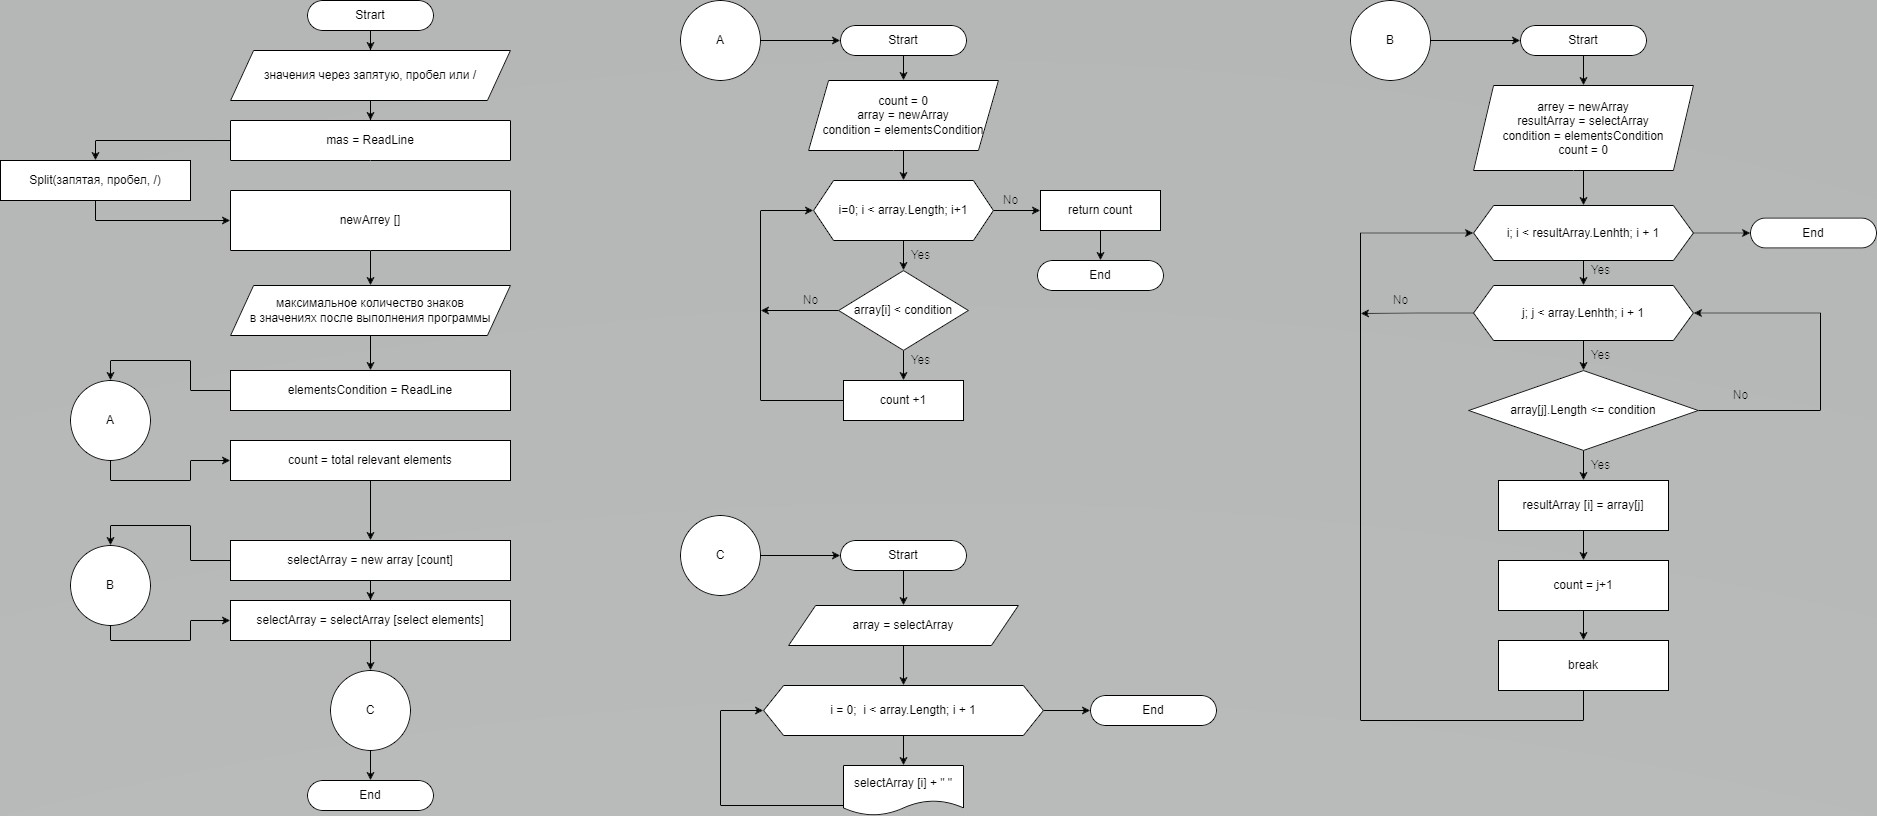 Strart
значения через запятую, пробел или /
mas = ReadLine
Split(запятая, пробел, /)
newArrey []
максимальное количество знаков
в значениях после выполнения программы
elementsCondition = ReadLine
A
count = total relevant elements
selectArray = new array [count]
B
selectArray = selectArray [select elements]
C
End
A
Strart
count = 0
array = newArray
condition = elementsCondition
i=0; i < array.Length; i+1
No
return count
End
Yes
array[i] < condition
No
Yes
count +1
C
Strart
array = selectArray
i = 0;  i < array.Length; i + 1
End
selectArray [i] + " "
B
Strart
arrey = newArray
resultArray = selectArray
condition = elementsCondition
count = 0
i; i < resultArray.Lenhth; i + 1
End
Yes
No
j; j < array.Lenhth; i + 1
Yes
array[j].Length <= condition
No
Yes
resultArray [i] = array[j]
count = j+1
break